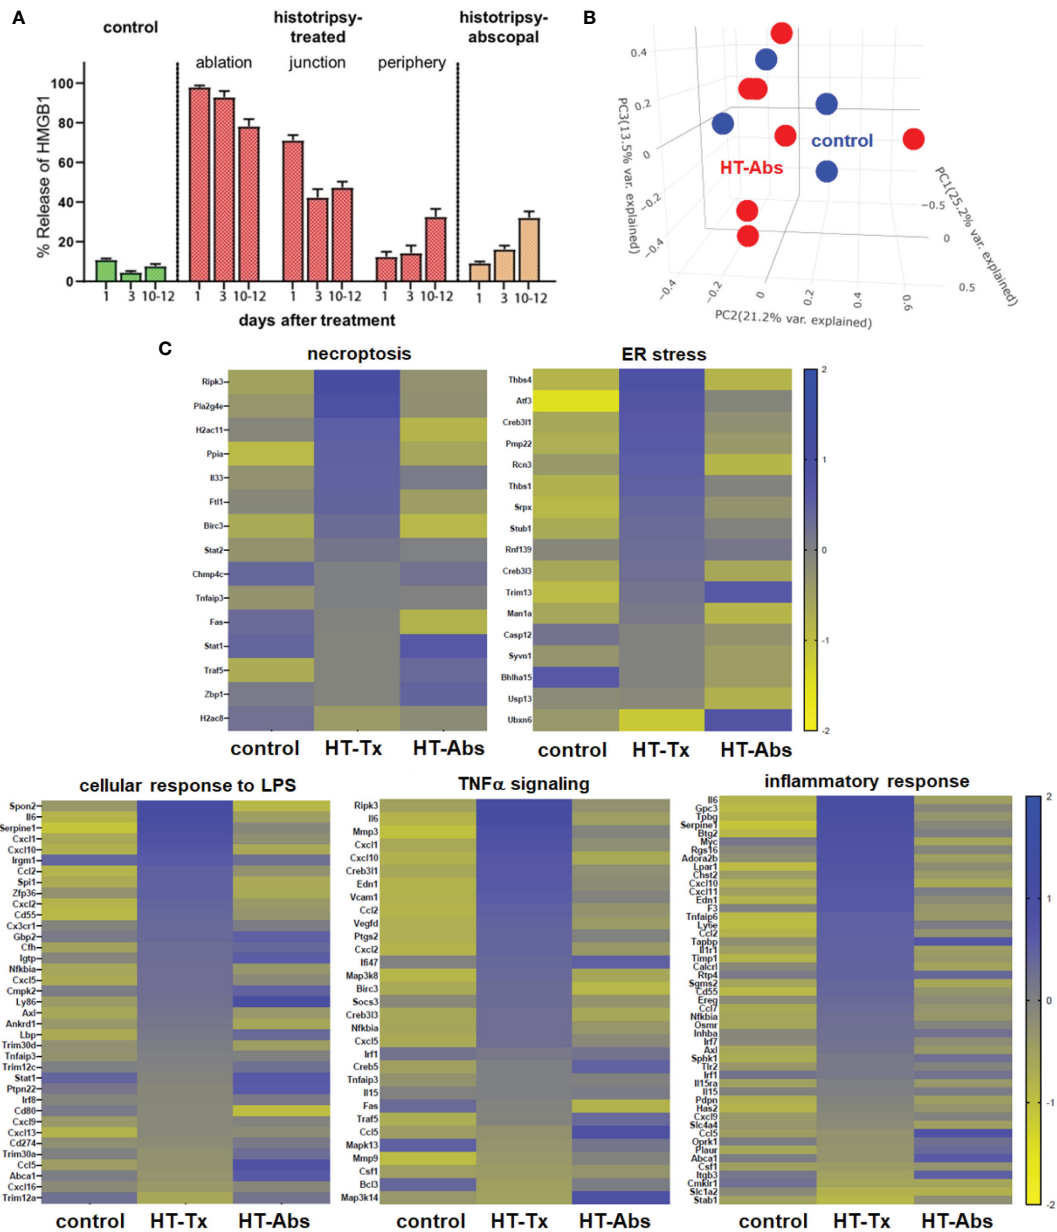 A
control
histotripsy-
treated
histotripsy-
abscopal
ablation
junction
periphery
% Release of HMGB1
100
80
60
40
20
0
1 3 10-12 1 3 10-12 1 3 10-12 1 3 10-12 1 3 10-12
days after treatment
B
0.4
0.2
0
−0.2
−0.4
PC3(13.5% var. explained)
control
HT-Abs
PC1(25.2% var. explained)
−0.5
0
0.5
−0.4
−0.2
0
0.2
0.4
0.6
PC2(21.2% var. explained)
C
necroptosis
Ripk3
Pla2g4e
H2ac11
Ppia
Il33
Ftl1
Birc3
Stat2
Chmp4c
Tnfaip3
Fas
Stat1
Traf5
Zbp1
H2ac8
control HT-Tx HT-Abs
ER stress
Thbs4
Atf3
Creb3l1
Pmp22
Rcn3
Thbs1
Srpx
Stub1
Rnf139
Creb3l3
Trim13
Man1a
Casp12
Syvn1
Bhlha15
Usp13
Ubxn6
control HT-Tx HT-Abs
2
1
0
-1
-2
cellular response to LPS
Spon2
Il6
Serpine1
Cxcl1
Cxcl10
Irgm1
Ccl2
Spi1
Zfp36
Cxcl2
Cd55
Cx3cr1
Gbp2
Cfh
Igtp
Nfkbia
Cxcl5
Cmpk2
Ly86
Axl
Ankrd1
Lbp
Trim30d
Tnfaip3
Trim12c
Stat1
Ptpn22
Irf8
Cd80
Cxcl9
Cxcl13
Cd274
Trim30a
Ccl5
Abca1
Cxcl16
Trim12a
control HT-Tx HT-Abs
TNFα signaling
Ripk3
Il6
Mmp3
Cxcl1
Cxcl10
Creb3l1
Edn1
Vcam1
Ccl2
Vegfd
Ptgs2
Cxcl2
Ifi47
Map3k8
Birc3
Socs3
Creb3l3
Nfkbia
Cxcl5
Irf1
Creb5
Tnfaip3
Il15
Fas
Traf5
Ccl5
Mapk13
Mmp9
Csf1
Bcl3
Map3k14
control HT-Tx HT-Abs
inflammatory response
Il6
Gpc3
Tpbg
Serpine1
Btg2
Myc
Rgs16
Adora2b
Lpar1
Chst2
Cxcl10
Cxcl11
Edn1
F3
Tnfaip6
Ly6e
Ccl2
Tapbp
Il1r1
Timp1
Calcrl
Rtp4
Sgms2
Cd55
Ereg
Ccl7
Nfkbia
Osmr
Inhba
Irf7
Axl
Sphk1
Tlr2
Irf1
Il15ra
Il15
Pdpn
Has2
Cxcl9
Slc4a4
Ccl5
Oprk1
Plaur
Abca1
Csf1
Itgb3
Cmklr1
Slc1a2
Stab1
control HT-Tx HT-Abs
2
1
0
-1
-2